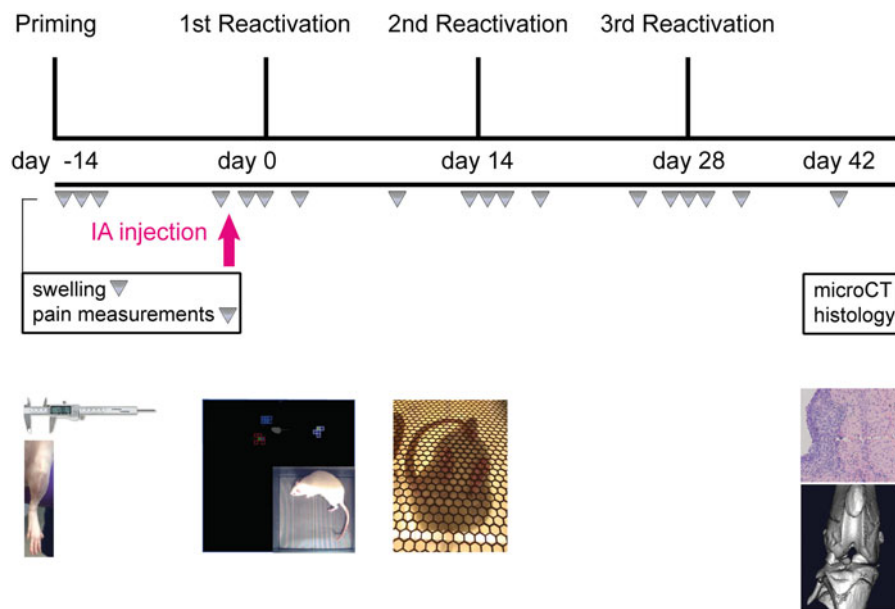 Priming 1st Reactivation 2nd Reactivation 3rd Reactivation
day -14 day 0 day 14 day 28 day 42
IA injection
swelling
pain measurements
microCT
histology